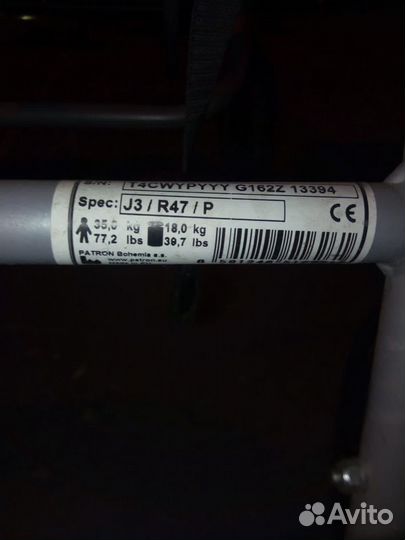 S/N: T4CWYPYYY G162Z 13394
Spec: J3 / R47 / P
35,0 kg 18,0 kg
77,2 lbs 39,7 lbs
PATRON Bohemia a.s.
www.patron.eu
CE
Avito